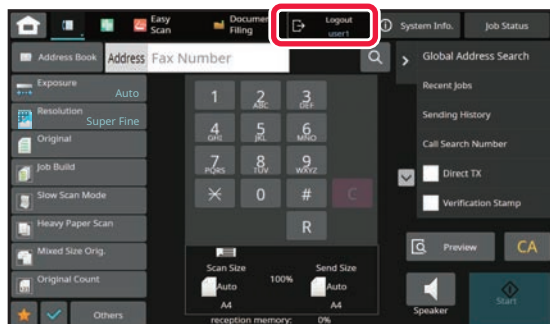 Easy
Scan
Documen
Filing
Logout
user1
System Info.
Job Status
Address Book
Address
Fax Number
Global Address Search
Exposure
Auto
Resolution
Super Fine
Original
Job Build
Slow Scan Mode
Heavy Paper Scan
Mixed Size Orig.
Original Count
Others
1
2
ABC
3
DEF
4
GHI
5
JKL
6
MNO
7
PQRS
8
TUV
9
WXYZ
0
#
C
R
Scan Size
Auto
A4
100%
Send Size
Auto
A4
reception memory: 0%
Recent Jobs
Sending History
Call Search Number
Direct TX
Verification Stamp
Preview
CA
Speaker
Start